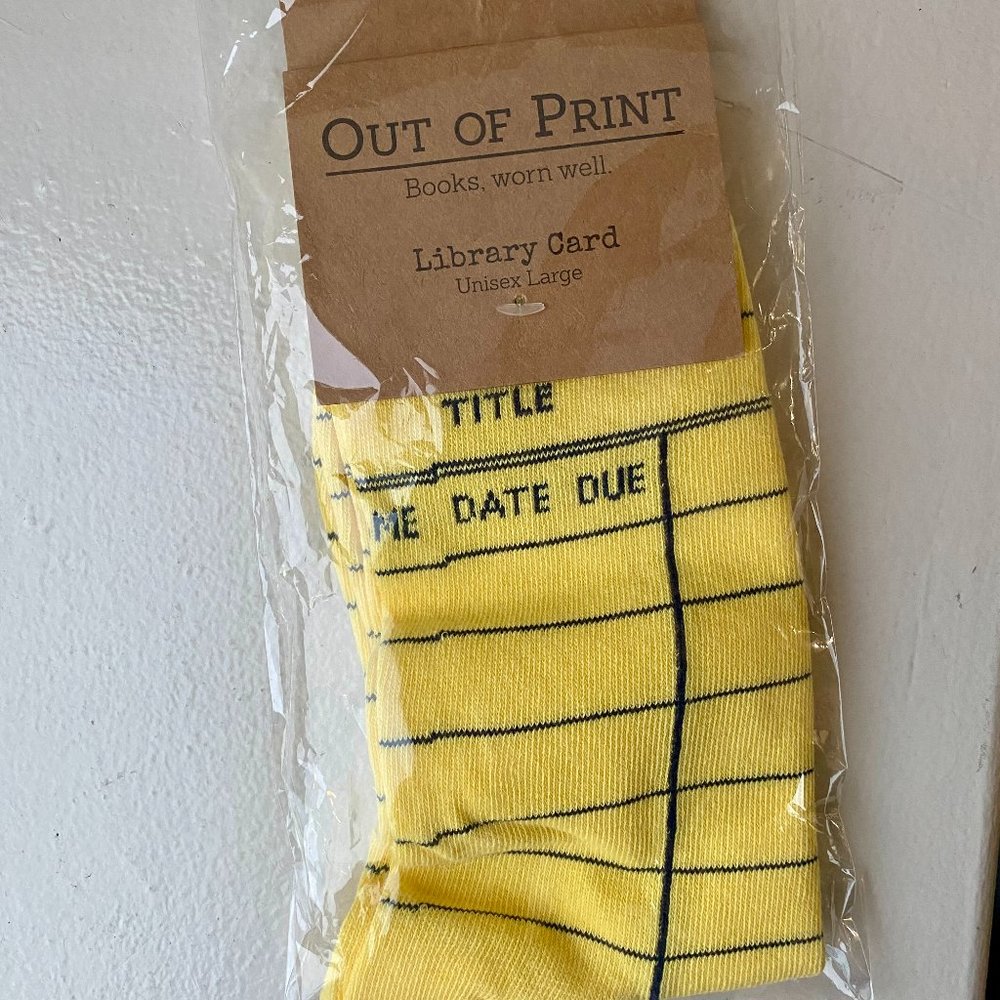 OUT OF PRINT
Books, worn well.
Library Card
Unisex Large
TITLE
ME DATE DUE